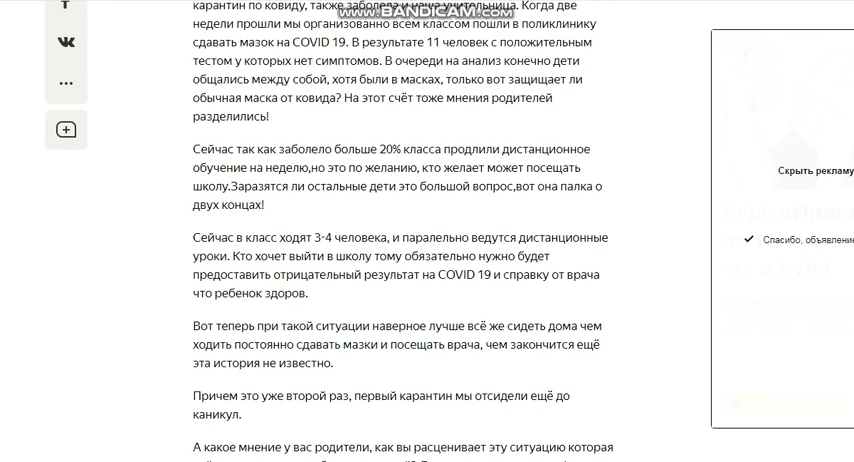 карантин по ковиду, также заболела и наша учительница. Когда две
www.BANDICAM.com
недели прошли мы организованно всем классом пошли в поликлинику
сдавать мазок на COVID 19. В результате 11 человек с положительным
тестом у которых нет симптомов. В очереди на анализ конечно дети
общались между собой, хотя были в масках, только вот защищает ли
обычная маска от ковида? На этот счёт тоже мнения родителей
разделились!
Сейчас так как заболело больше 20% класса продлили дистанционное
обучение на неделю,но это по желанию, кто желает может посещать
школу.Заразятся ли остальные дети это большой вопрос,вот она палка о
двух концах!
Сейчас в класс ходят 3-4 человека, и паралельно ведутся дистанционные
уроки. Кто хочет выйти в школу тому обязательно нужно будет
предоставить отрицательный результат на COVID 19 и справку от врача
что ребенок здоров.
Вот теперь при такой ситуации наверное лучше всё же сидеть дома чем
ходить постоянно сдавать мазки и посещать врача, чем закончится ещё
эта история не известно.
Причем это уже второй раз, первый карантин мы отсидели ещё до
каникул.
А какое мнение у вас родители, как вы расцениваает эту ситуацию которая
Скрыть рекламу
Спасибо, объявление